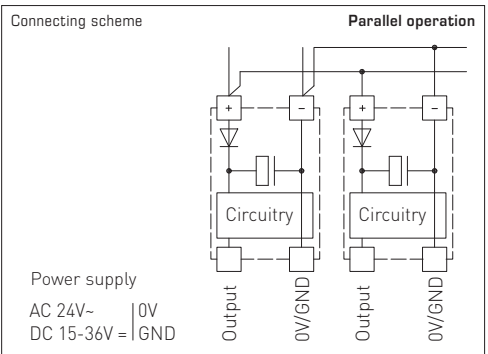 Connecting scheme
Parallel operation
+ − + −
Circuitry Circuitry
Power supply
AC 24V~ 0V
DC 15-36V= GND
Output
0V/GND
Output
0V/GND